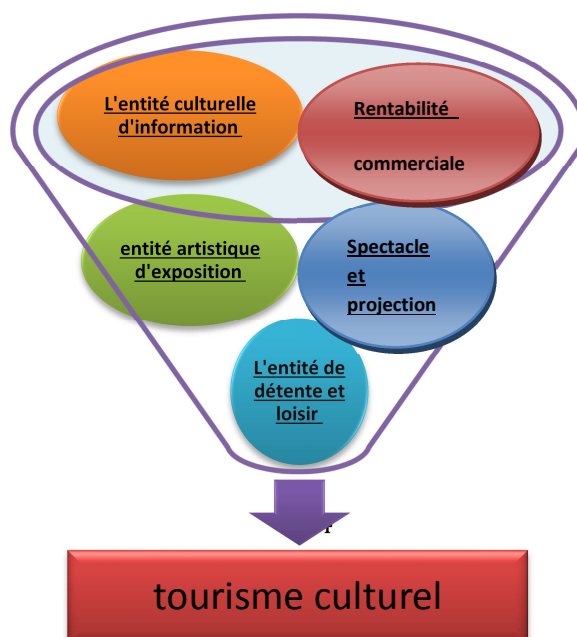 L'entité culturelle
d'information
Rentabilité
commerciale
entité artistique
d'exposition
Spectacle
et
projection
L'entité de
détente et
loisir
tourisme culturel